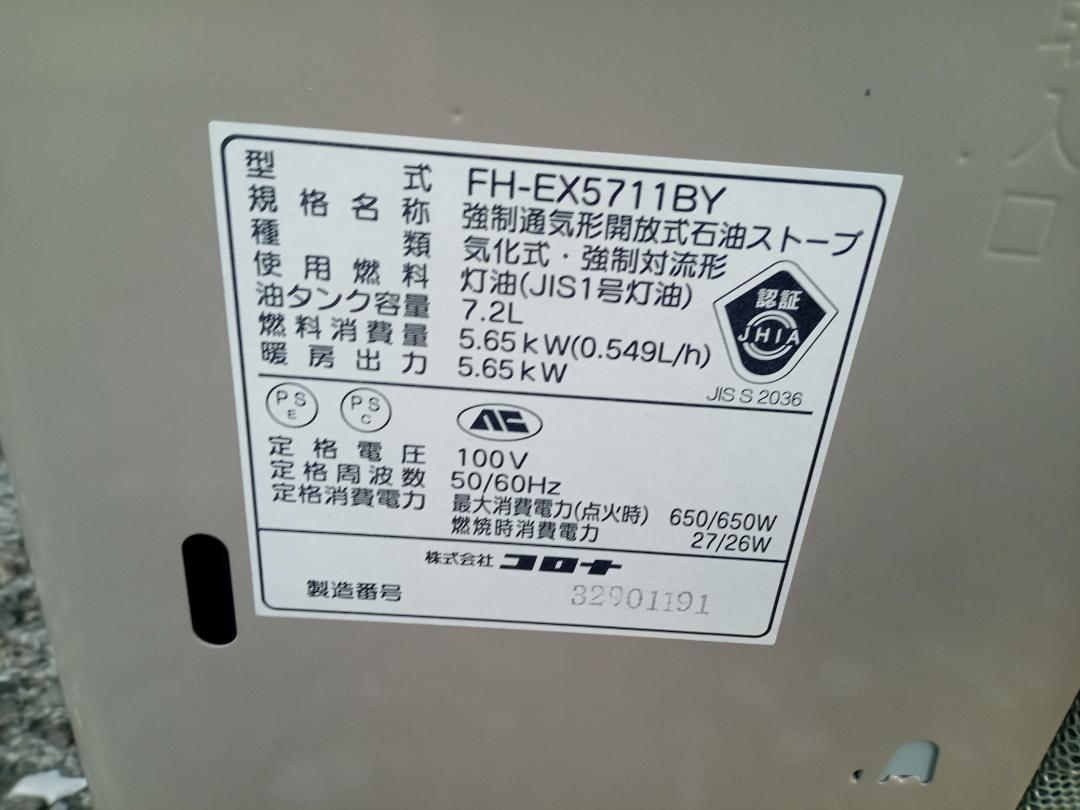 型式 FH-EX5711BY
規格名称 強制通気形開放式石油ストーブ
種類 気化式・強制対流形
使用燃料 灯油(JIS1号灯油)
油タンク容量 7.2L
燃料消費量 5.65kW(0.549L/h)
暖房出力 5.65kW
認証
JHIA
JIS S 2036
PS E PS C
定格電圧 100V
定格周波数 50/60Hz
定格消費電力 最大消費電力(点火時) 650/650W
燃焼時消費電力 27/26W
株式会社 コロナ
製造番号 32901191
入口